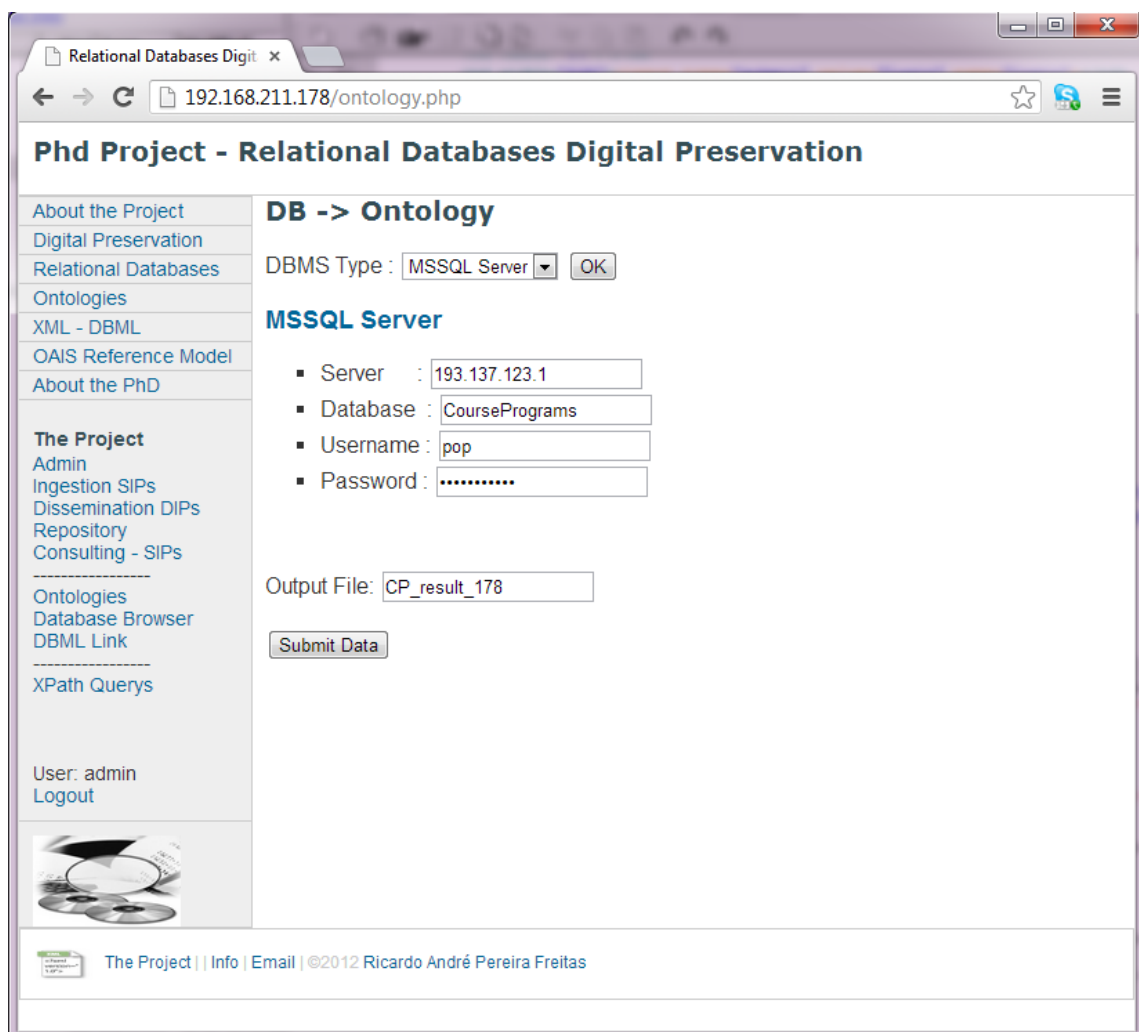 Relational Databases Digit
192.168.211.178/ontology.php
Phd Project - Relational Databases Digital Preservation
About the Project
Digital Preservation
Relational Databases
Ontologies
XML - DBML
OAIS Reference Model
About the PhD
The Project
Admin
Ingestion SIPs
Dissemination DIPs
Repository
Consulting - SIPs
-----------------
Ontologies
Database Browser
DBML Link
-----------------
XPath Querys
User: admin
Logout
DB -> Ontology
DBMS Type : MSSQL Server OK
MSSQL Server
▪ Server : 193.137.123.1
▪ Database : CoursePrograms
▪ Username : pop
▪ Password : •••••••••••
Output File: CP_result_178
Submit Data
The Project | | Info | Email | ©2012 Ricardo André Pereira Freitas